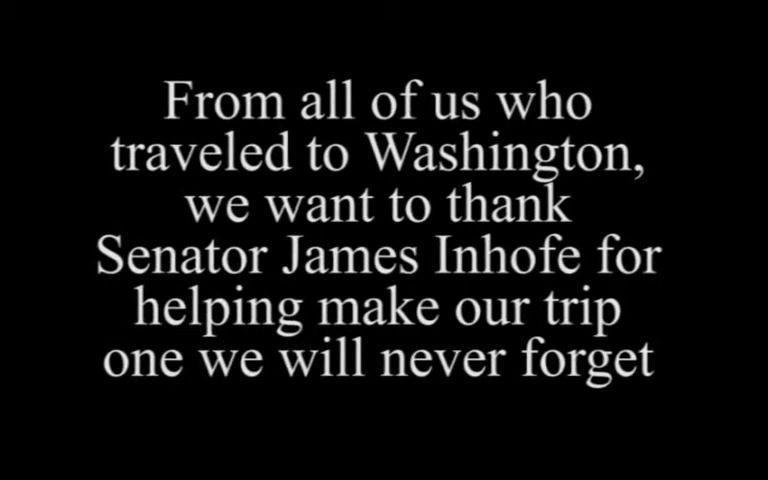 From all of us who
traveled to Washington,
we want to thank
Senator James Inhofe for
helping make our trip
one we will never forget